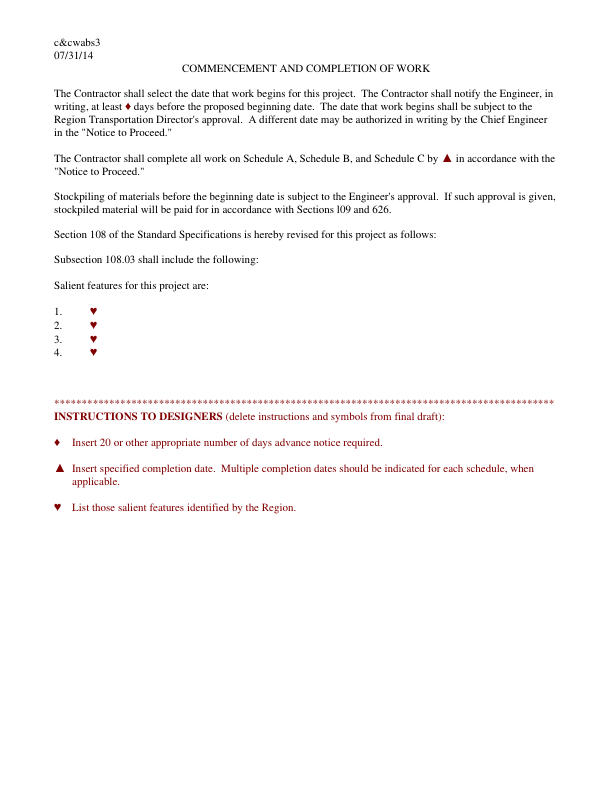 c&cwabs3
07/31/14
COMMENCEMENT AND COMPLETION OF WORK
The Contractor shall select the date that work begins for this project.  The Contractor shall notify the Engineer, in
writing, at least ♦ days before the proposed beginning date.  The date that work begins shall be subject to the
Region Transportation Director's approval.  A different date may be authorized in writing by the Chief Engineer
in the "Notice to Proceed."
The Contractor shall complete all work on Schedule A, Schedule B, and Schedule C by ▲ in accordance with the
"Notice to Proceed."
Stockpiling of materials before the beginning date is subject to the Engineer's approval.  If such approval is given,
stockpiled material will be paid for in accordance with Sections l09 and 626.
Section 108 of the Standard Specifications is hereby revised for this project as follows:
Subsection 108.03 shall include the following:
Salient features for this project are:
1. ♥
2. ♥
3. ♥
4. ♥
*******************************************************************************************
INSTRUCTIONS TO DESIGNERS (delete instructions and symbols from final draft):
♦ Insert 20 or other appropriate number of days advance notice required.
▲ Insert specified completion date.  Multiple completion dates should be indicated for each schedule, when
applicable.
♥ List those salient features identified by the Region.